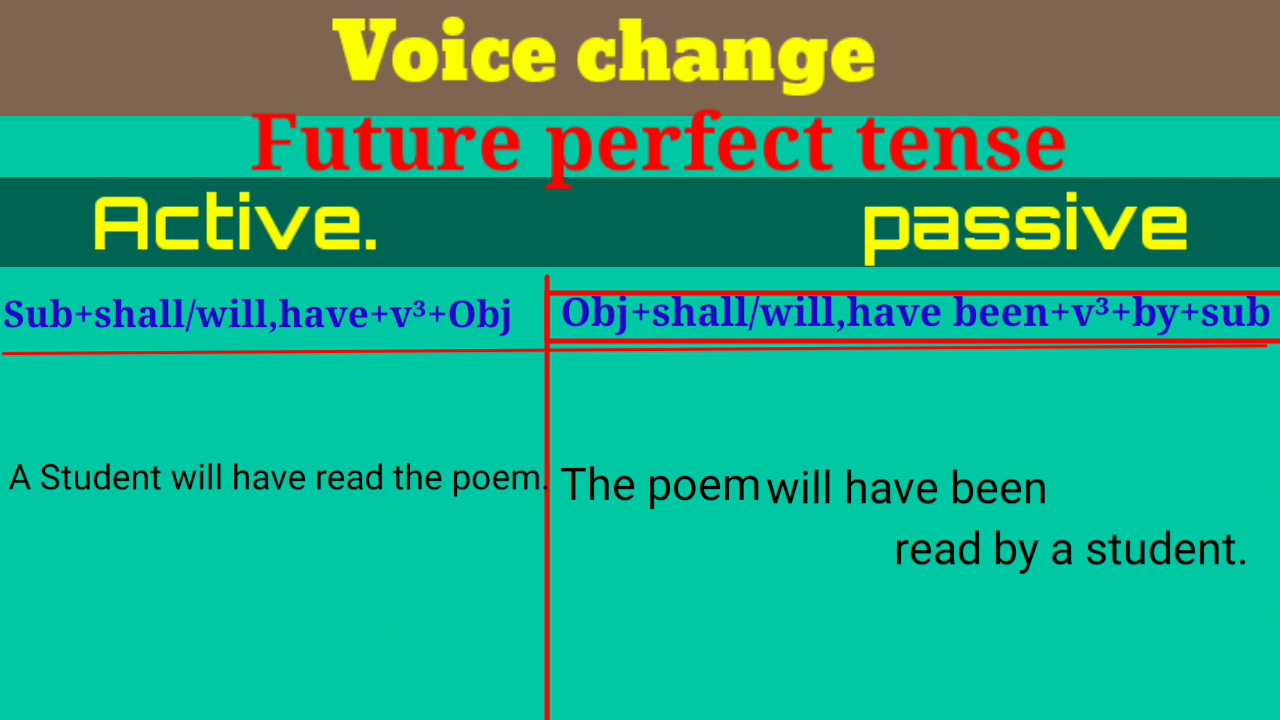 Voice change
Future perfect tense
Active.
passive
Sub+shall/will,have+v³+Obj
Obj+shall/will,have been+v³+by+sub
A Student will have read the poem.
The poem will have been
read by a student.